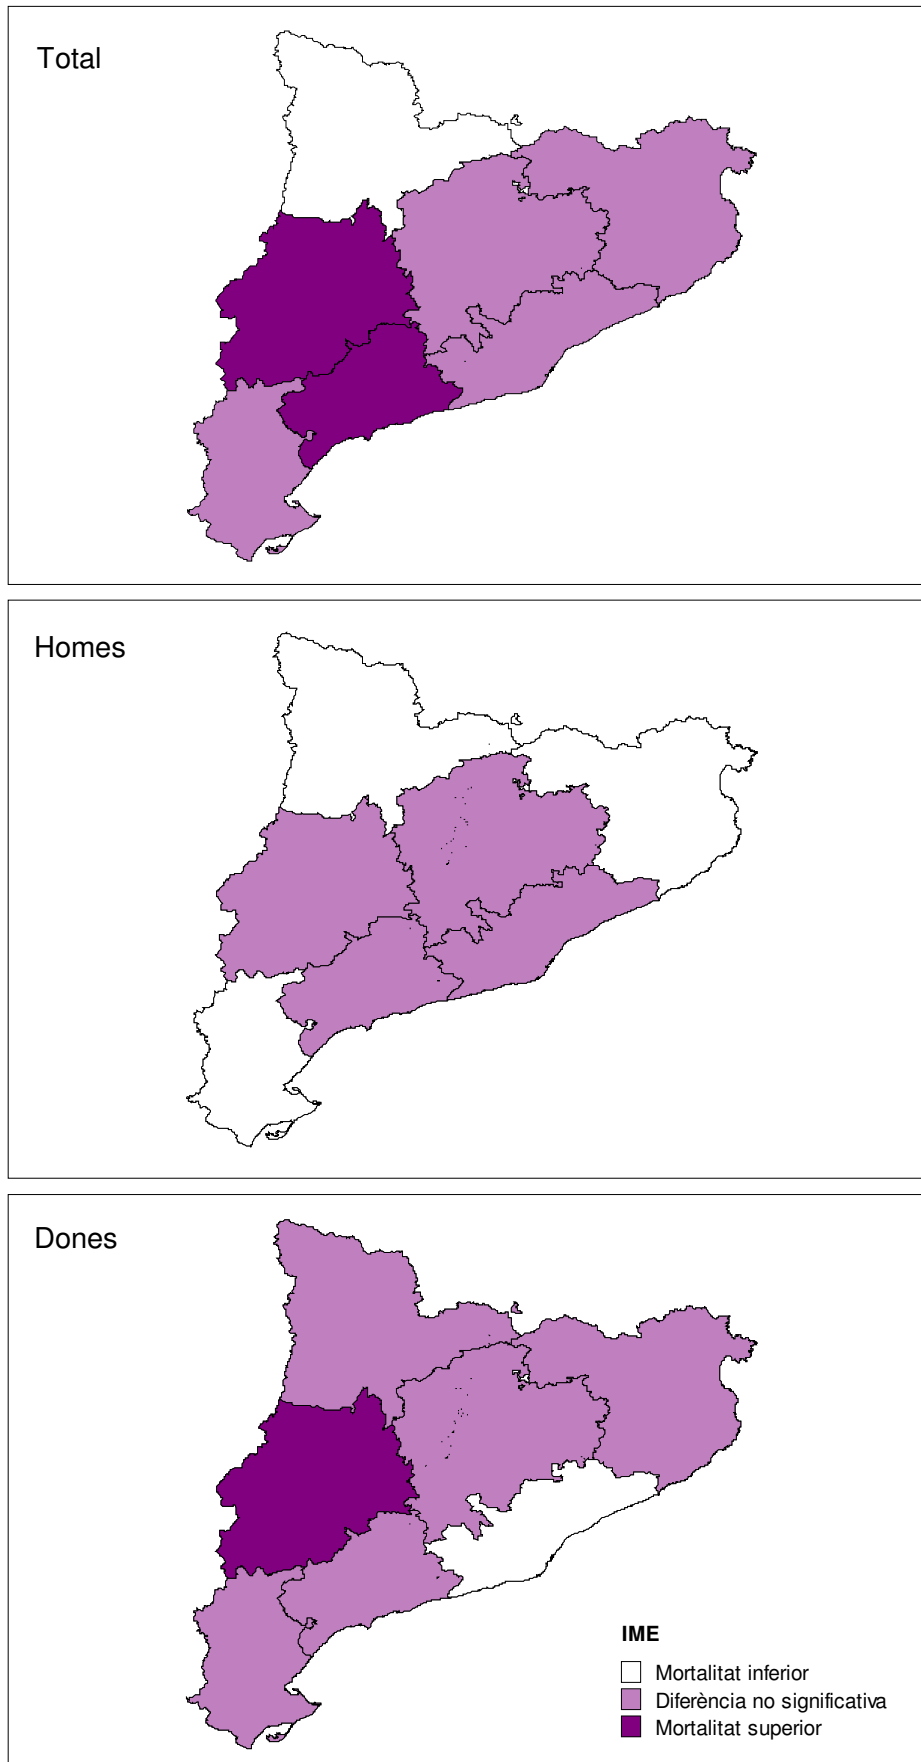 Total
Homes
Dones
IME
Mortalitat inferior
Diferència no significativa
Mortalitat superior